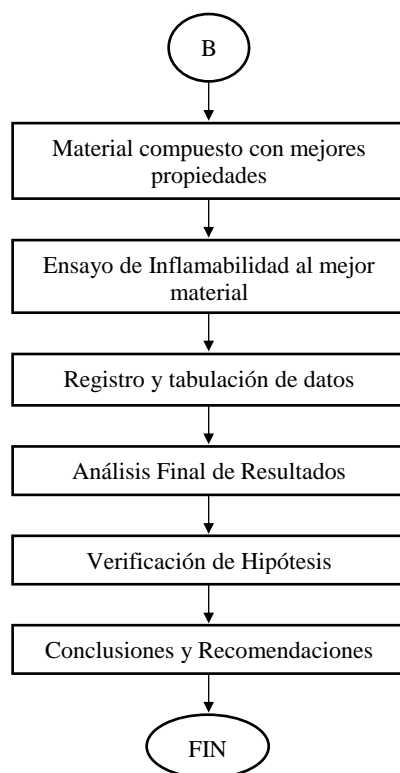 B
Material compuesto con mejores
propiedades
Ensayo de Inflamabilidad al mejor
material
Registro y tabulación de datos
Análisis Final de Resultados
Verificación de Hipótesis
Conclusiones y Recomendaciones
FIN